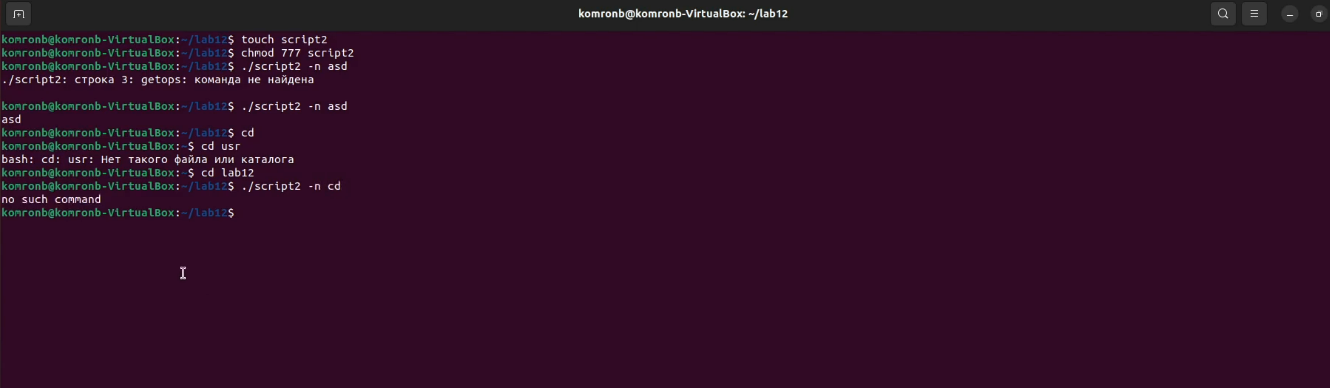 komronb@komronb-VirtualBox: ~/lab12
komronb@komronb-VirtualBox:~/lab12$ touch script2
komronb@komronb-VirtualBox:~/lab12$ chmod 777 script2
komronb@komronb-VirtualBox:~/lab12$ ./script2 -n asd
./script2: строка 3: getops: команда не найдена
komronb@komronb-VirtualBox:~/lab12$ ./script2 -n asd
asd
komronb@komronb-VirtualBox:~/lab12$ cd
komronb@komronb-VirtualBox:~$ cd usr
bash: cd: usr: Нет такого файла или каталога
komronb@komronb-VirtualBox:~$ cd lab12
komronb@komronb-VirtualBox:~/lab12$ ./script2 -n cd
no such command
komronb@komronb-VirtualBox:~/lab12$